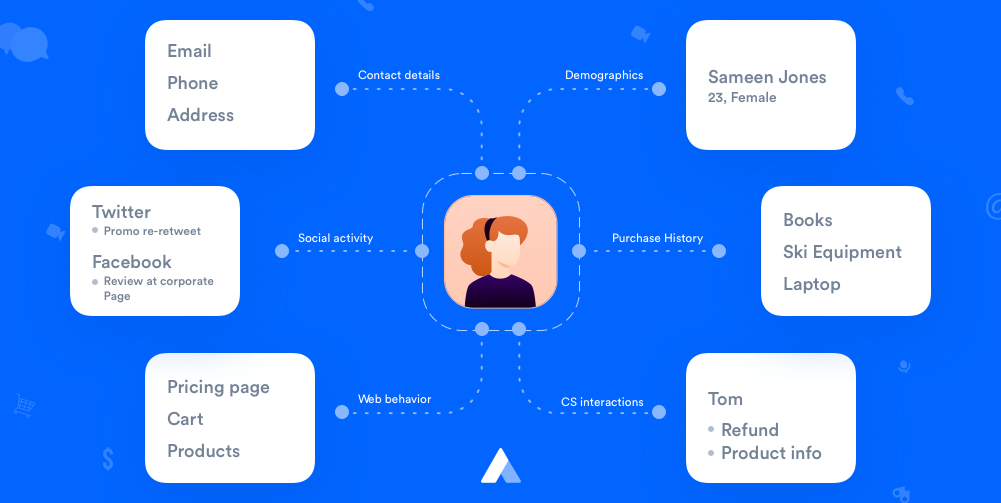 Email
Phone
Address
Contact details
Demographics
Sameen Jones
23, Female
Twitter
Promo re-retweet
Facebook
Review at corporate
Page
Social activity
Purchase History
Books
Ski Equipment
Laptop
Pricing page
Cart
Products
Web behavior
CS interactions
Tom
Refund
Product info